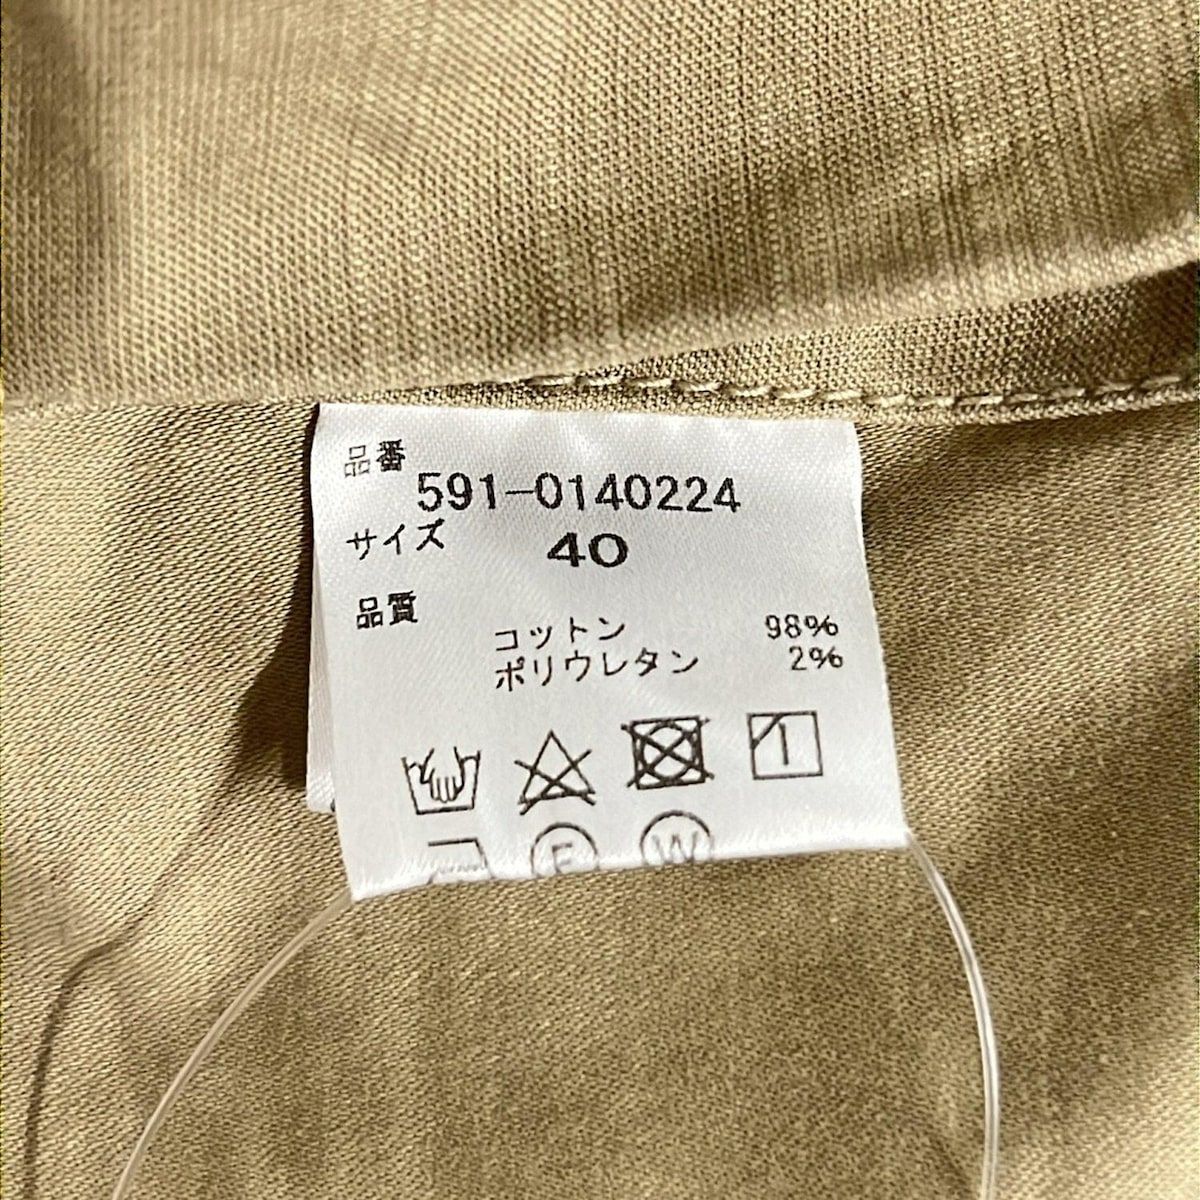 品番
591-0140224
サイズ 40
品質
コットン 98%
ポリウレタン 2%
F W